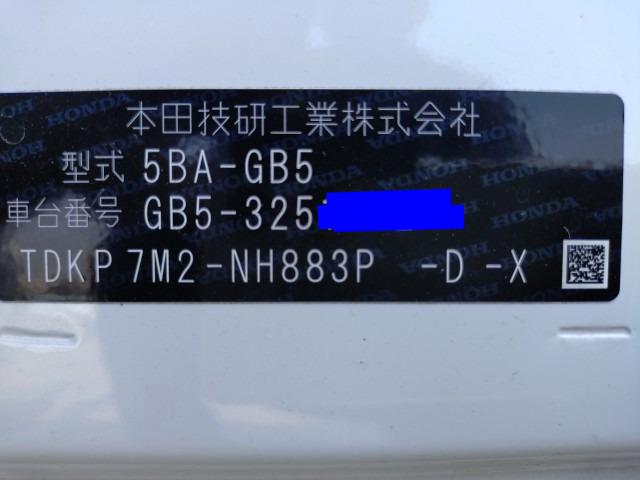 本田技研工業株式会社
型式 5BA-GB5
車台番号 GB5-325
TDKP 7M2-NH883P -D -X